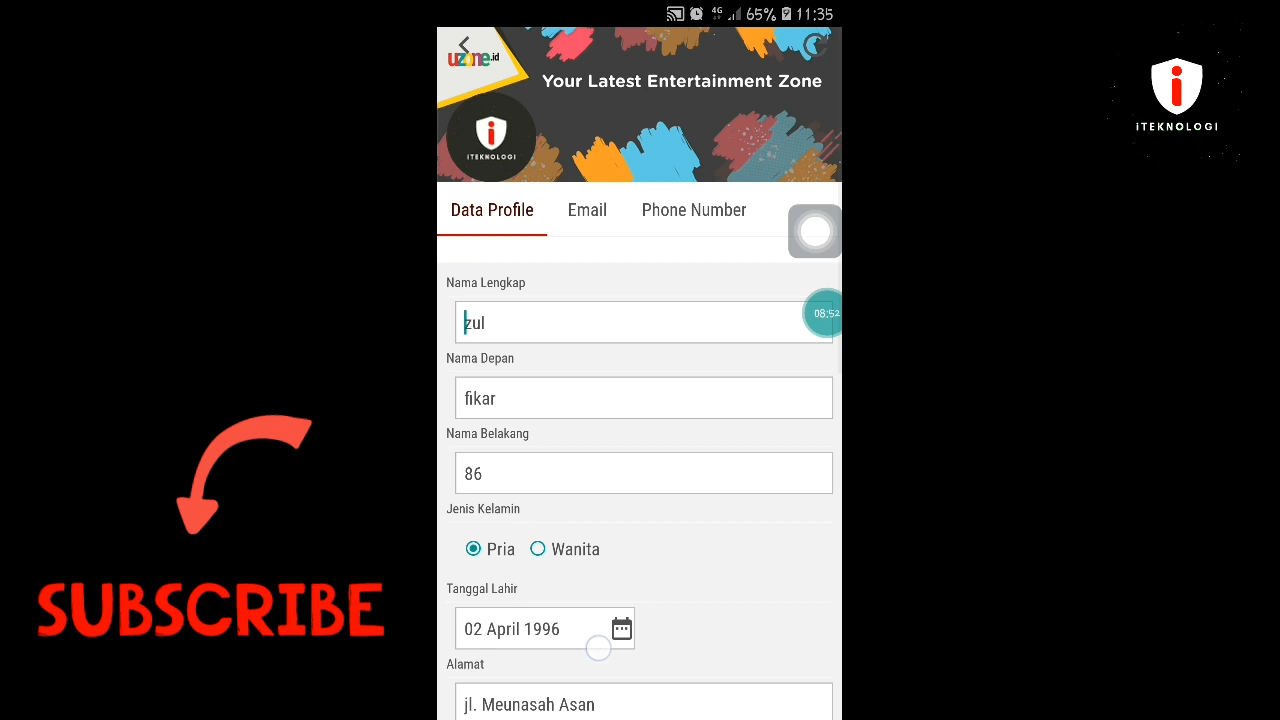 4G 65% 11:35
uzone.id
Your Latest Entertainment Zone
i
iTEKNOLOGI
i
iTEKNOLOGI
Data Profile Email Phone Number
Nama Lengkap
zul
08:52
Nama Depan
fikar
Nama Belakang
86
Jenis Kelamin
Pria Wanita
Tanggal Lahir
02 April 1996
Alamat
jl. Meunasah Asan
SUBSCRIBE